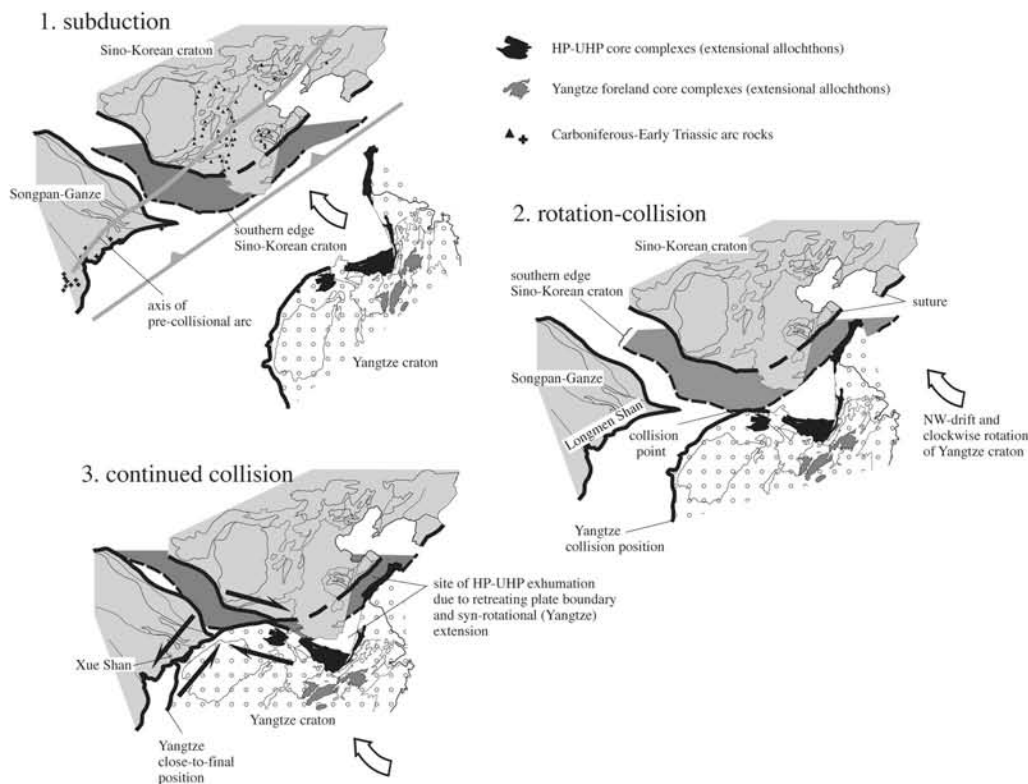 1. subduction
Sino-Korean craton
Songpan-Ganze
southern edge
Sino-Korean craton
axis of
pre-collisional arc
Yangtze craton
HP-UHP core complexes (extensional allochthons)
Yangtze foreland core complexes (extensional allochthons)
Carboniferous-Early Triassic arc rocks
2. rotation-collision
Sino-Korean craton
southern edge
Sino-Korean craton
suture
Songpan-Ganze
Longmen Shan
collision
point
NW-drift and
clockwise rotation
of Yangtze craton
Yangtze
collision position
3. continued collision
site of HP-UHP exhumation
due to retreating plate boundary
and syn-rotational (Yangtze)
extension
Xue Shan
Yangtze craton
Yangtze
close-to-final
position